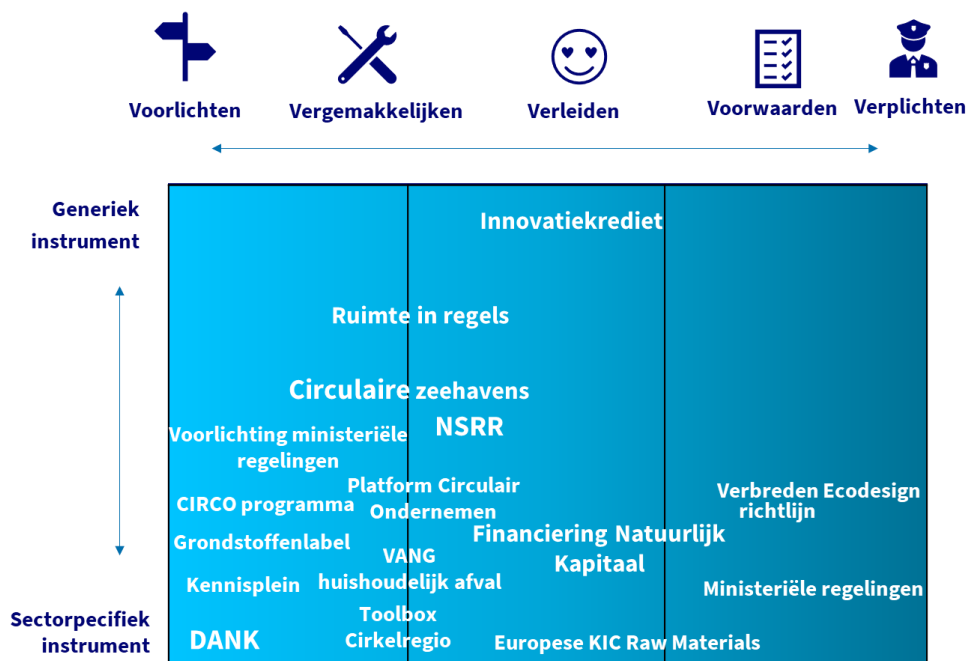 Voorlichten
Vergemakkelijken
Verleiden
Voorwaarden
Verplichten
Generiek
instrument
Innovatiekrediet
Ruimte in regels
Circulaire zeehavens
NSRR
Voorlichting ministeriële
regelingen
Platform Circulair
Ondernemen
CIRCO programma
Verbreden Ecodesign
richtlijn
Financiering Natuurlijk
Kapitaal
Grondstoffenlabel
VANG
huishoudelijk afval
Kennisplein
Ministeriële regelingen
Toolbox
Cirkelregio
Sectorpecifiek
instrument
DANK
Europese KIC Raw Materials